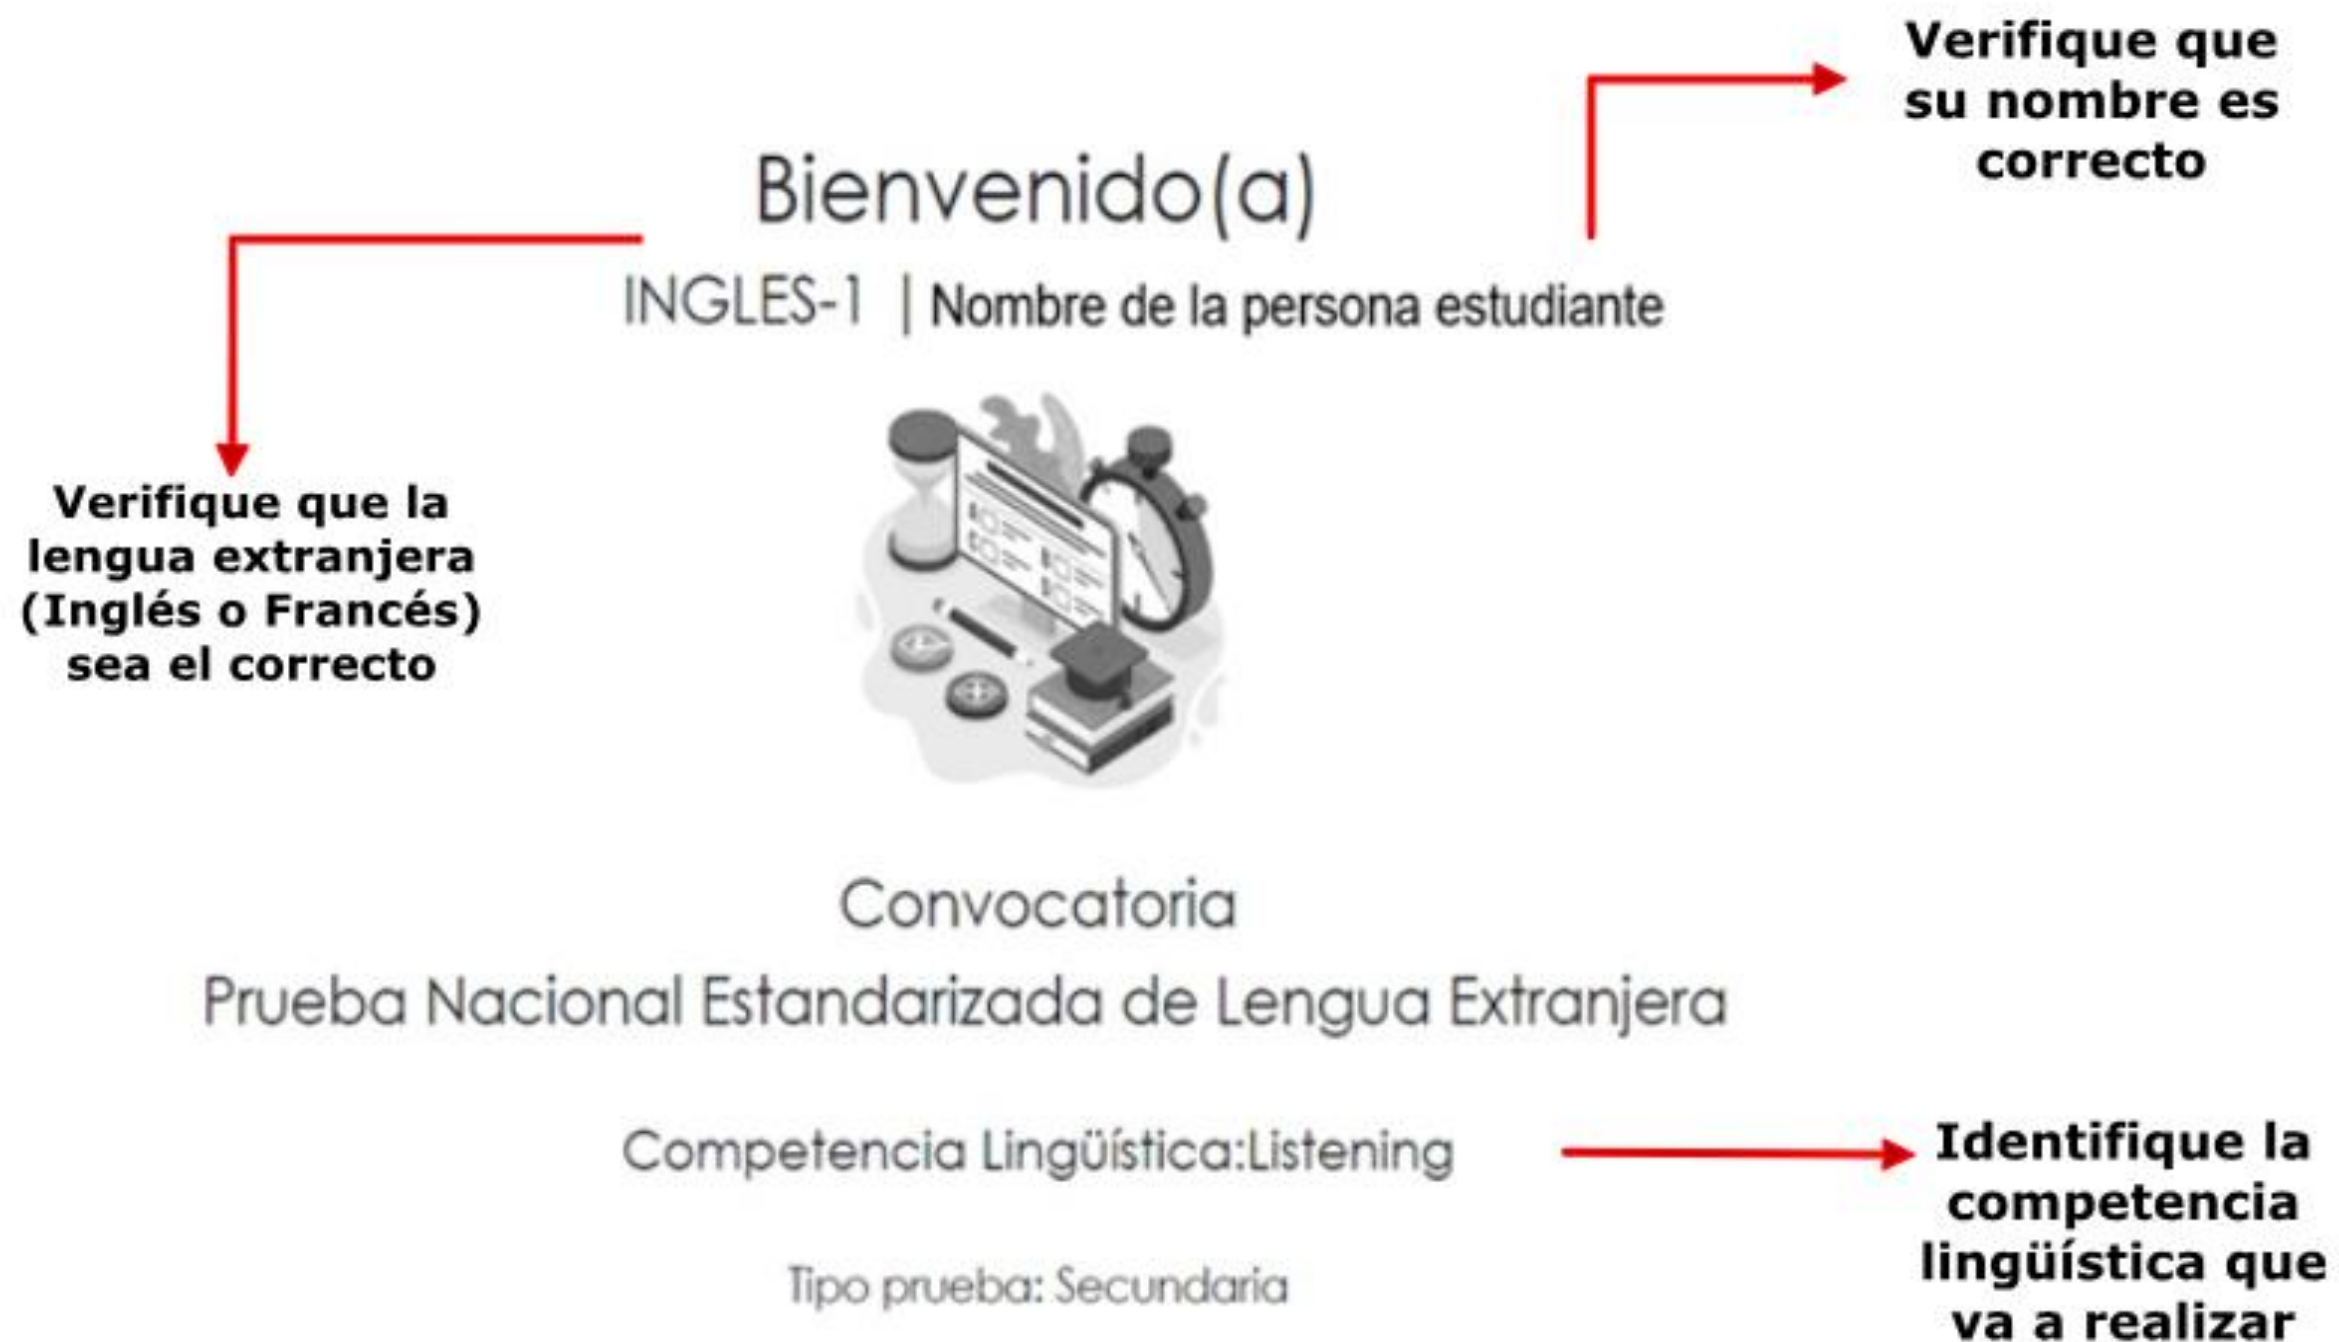 Verifique que
su nombre es
correcto
Bienvenido(a)
INGLES-1 | Nombre de la persona estudiante
Verifique que la
lengua extranjera
(Inglés o Francés)
sea el correcto
Convocatoria
Prueba Nacional Estandarizada de Lengua Extranjera
Competencia Lingüística:Listening
Identifique la
competencia
lingüística que
va a realizar
Tipo prueba: Secundaria